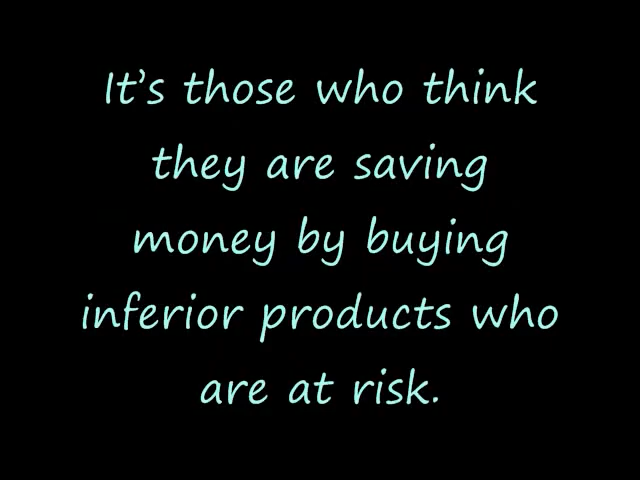 It's those who think
they are saving
money by buying
inferior products who
are at risk.